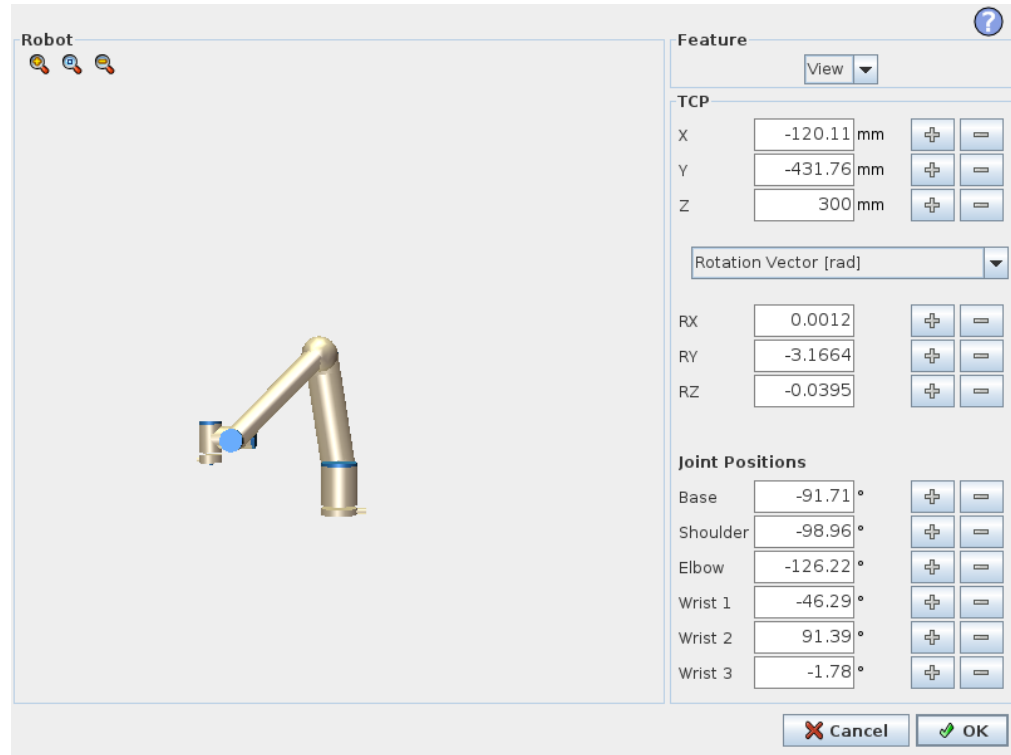 ?
Robot
Feature
View
TCP
X -120.11 mm
Y -431.76 mm
Z 300 mm
Rotation Vector [rad]
RX 0.0012
RY -3.1664
RZ -0.0395
Joint Positions
Base -91.71 °
Shoulder -98.96 °
Elbow -126.22 °
Wrist 1 -46.29 °
Wrist 2 91.39 °
Wrist 3 -1.78 °
Cancel OK